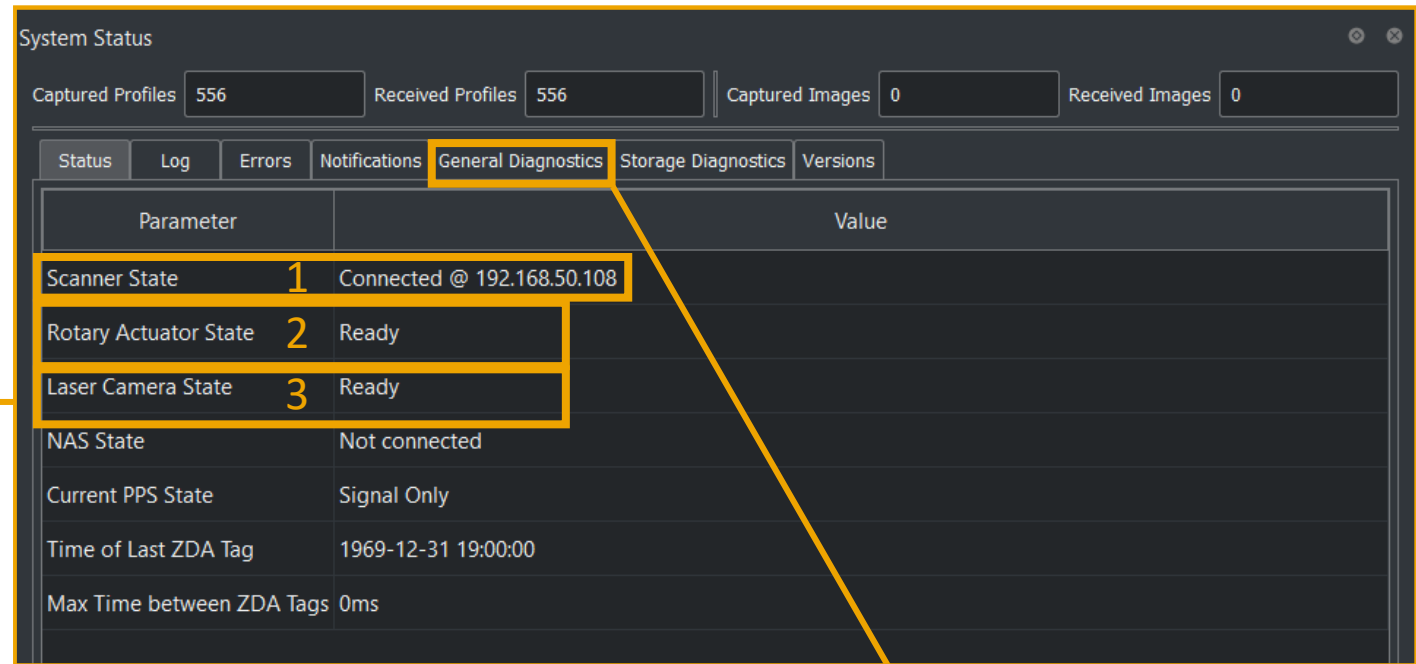 System Status
Captured Profiles 556 Received Profiles 556 Captured Images 0 Received Images 0
Status Log Errors Notifications General Diagnostics Storage Diagnostics Versions
Parameter Value
Scanner State 1 Connected @ 192.168.50.108
Rotary Actuator State 2 Ready
Laser Camera State 3 Ready
NAS State Not connected
Current PPS State Signal Only
Time of Last ZDA Tag 1969-12-31 19:00:00
Max Time between ZDA Tags 0ms